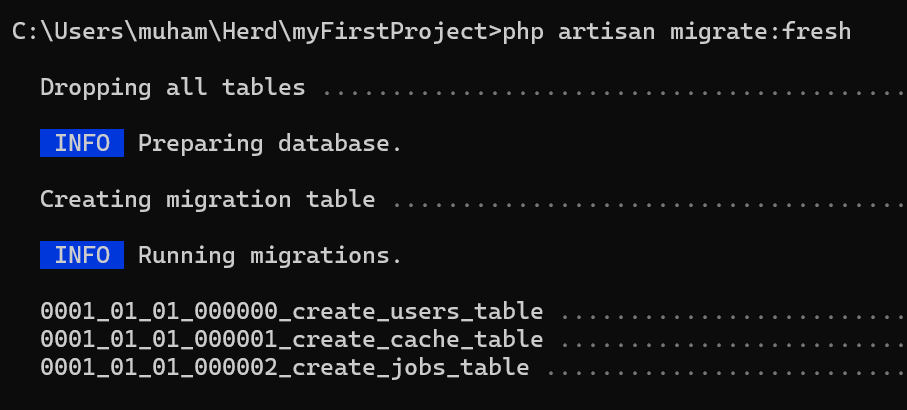 C:\Users\muham\Herd\myFirstProject>php artisan migrate:fresh
Dropping all tables ..........................................
INFO Preparing database.
Creating migration table .....................................
INFO Running migrations.
0001_01_01_000000_create_users_table .........................
0001_01_01_000001_create_cache_table .........................
0001_01_01_000002_create_jobs_table ..........................